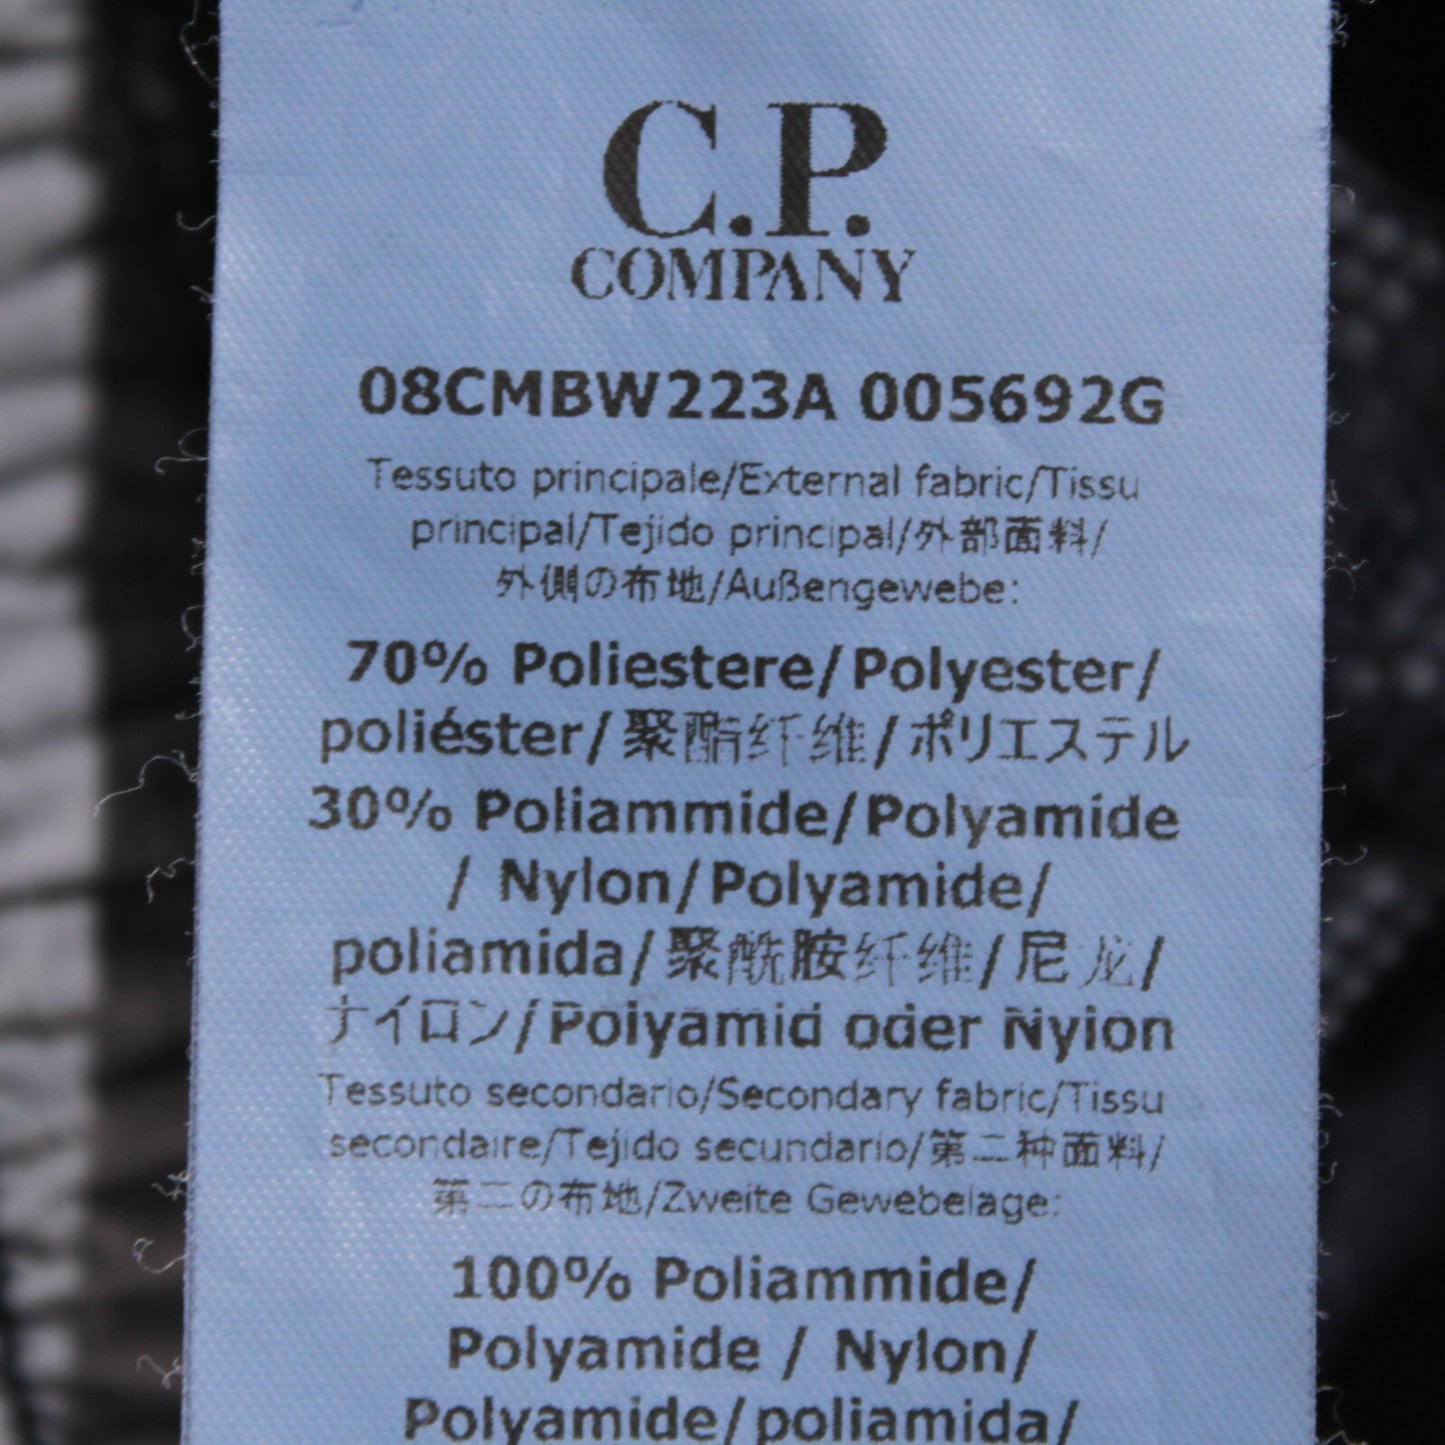 C.P.
COMPANY
08CMBW223A 005692G
Tessuto principale/External fabric/Tissu
principal/Tejido principal/外部面料/
外側の布地/Außengewebe:
70% Poliestere/Polyester/
poliéster/聚酯纤维/ポリエステル
30% Poliammide/Polyamide
/ Nylon/Polyamide/
poliamida/聚酰胺纤维/尼龙/
ナイロン/Polyamid oder Nylon
Tessuto secondario/Secondary fabric/Tissu
secondaire/Tejido secundario/第二种面料/
第二の布地/Zweite Gewebelage:
100% Poliammide/
Polyamide / Nylon/
Polyamide/poliamida/